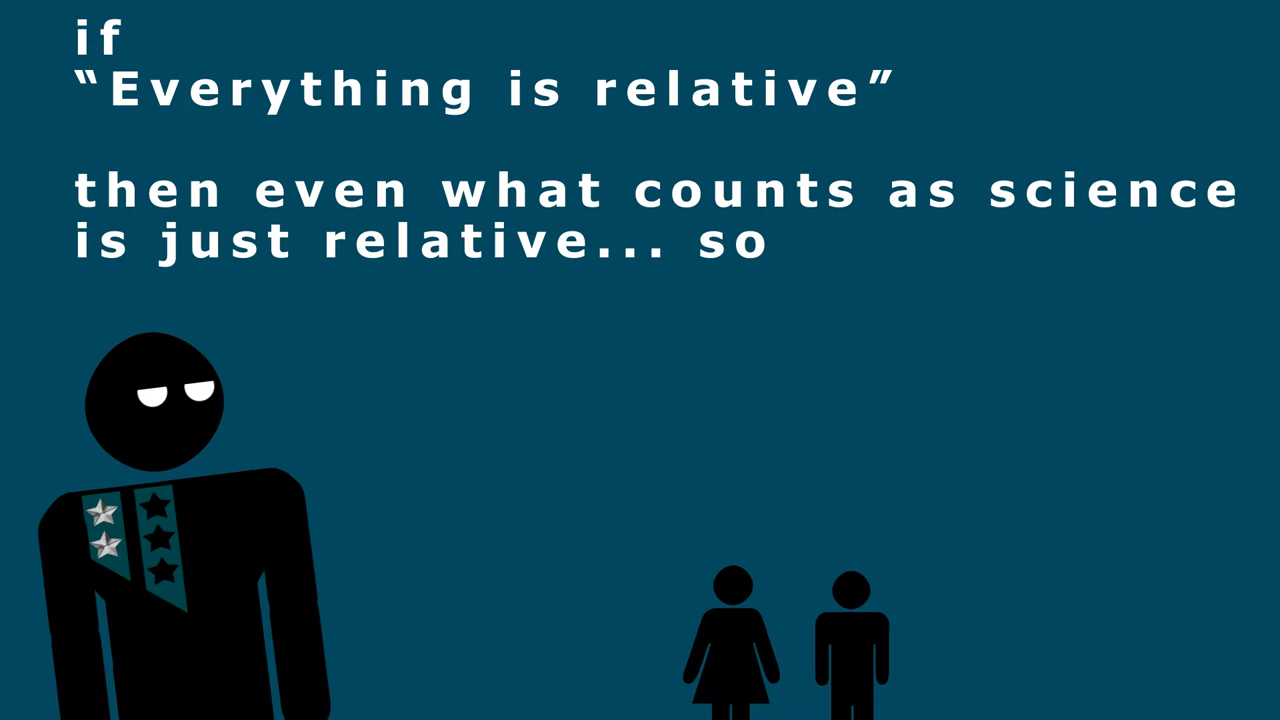 if
“Everything is relative”
then even what counts as science
is just relative... so